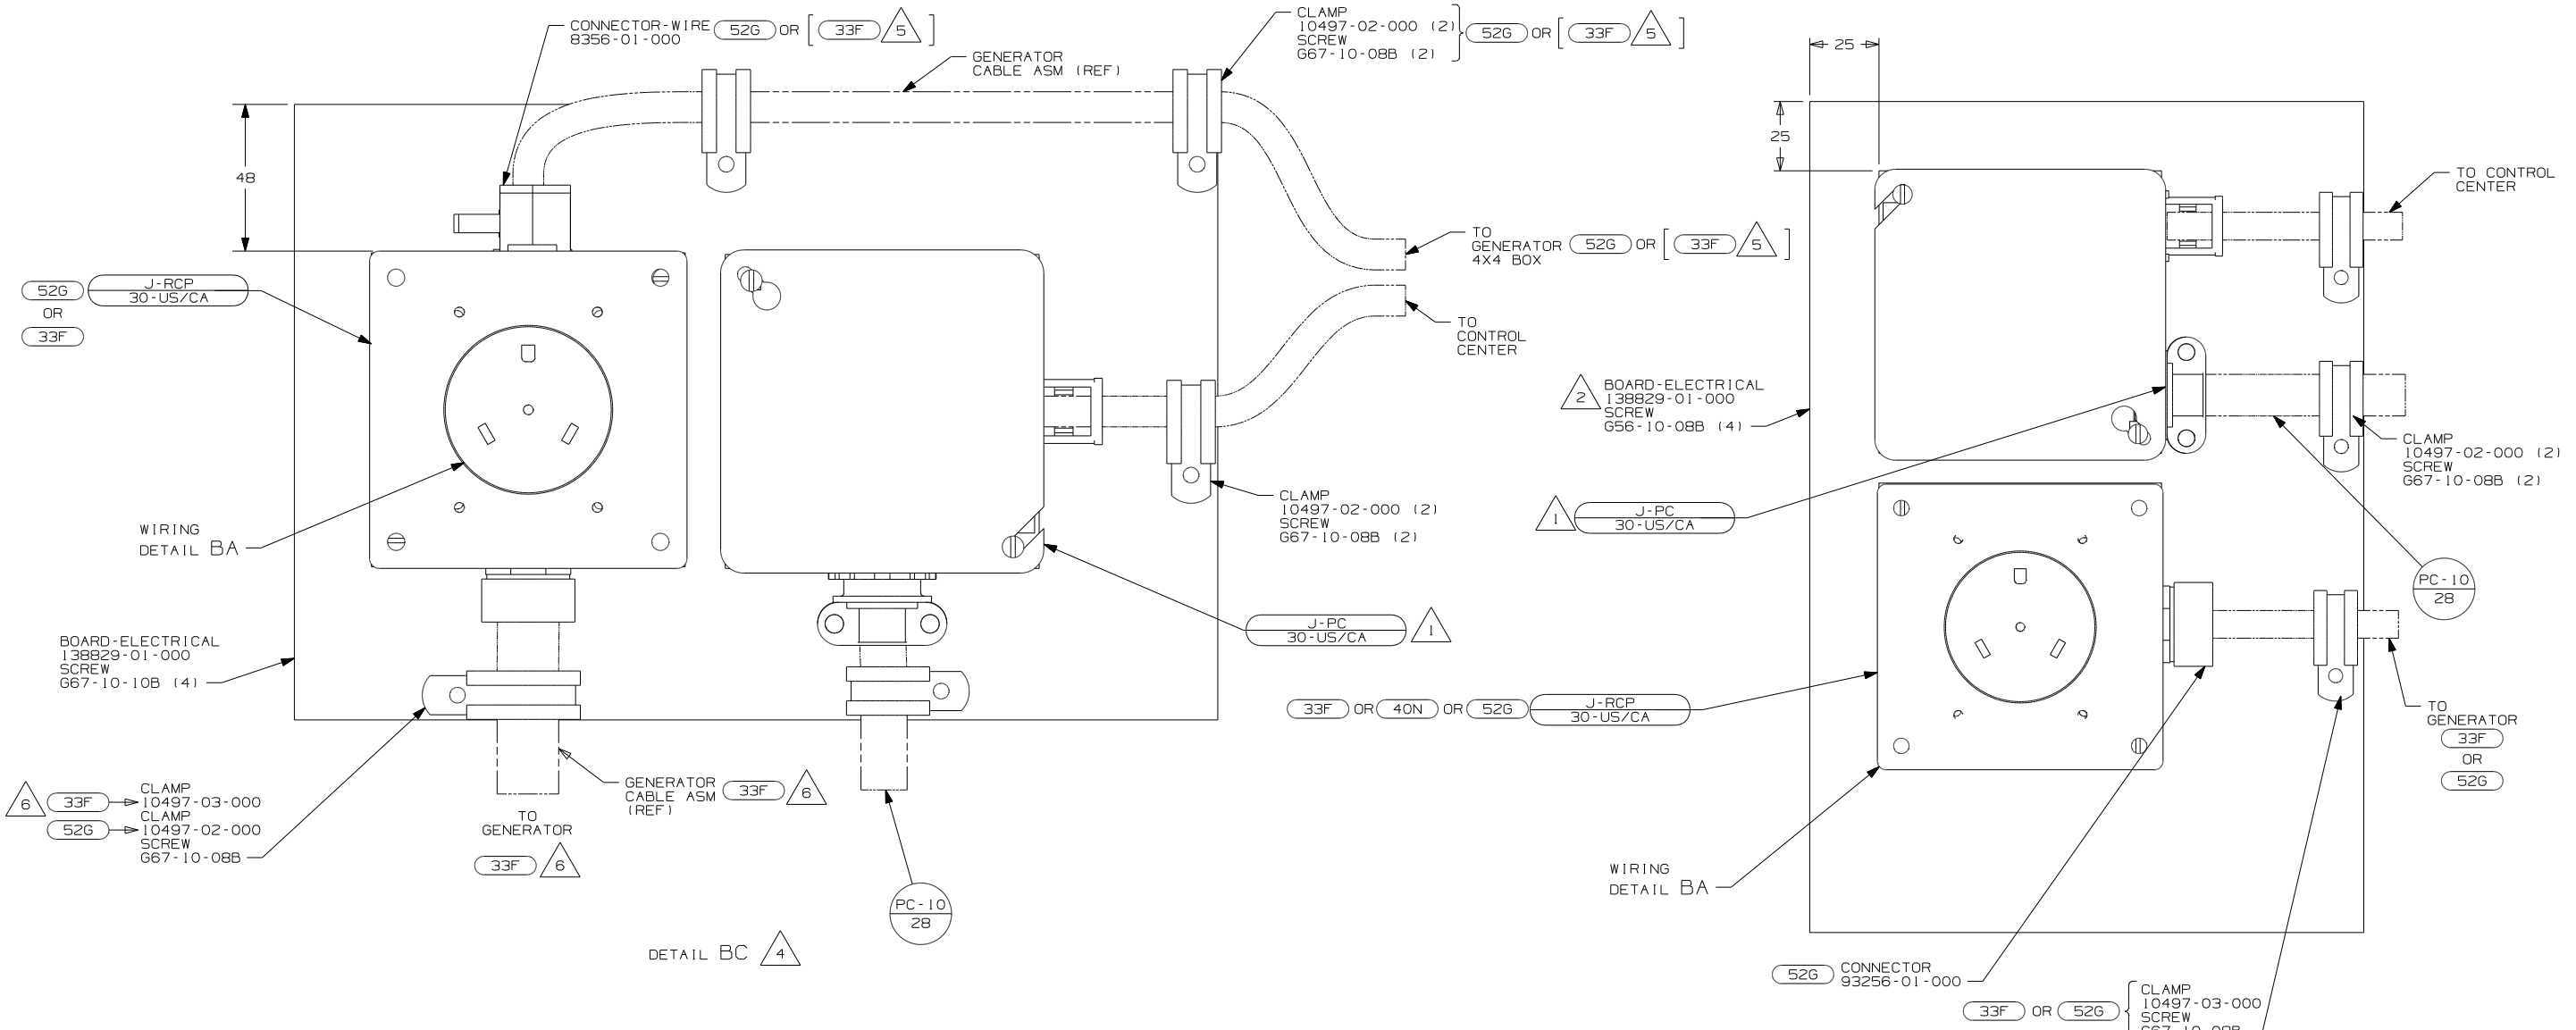 CONNECTOR-WIRE 52G OR [ 33F 5 ]
8356-01-000
GENERATOR
CABLE ASM (REF)
CLAMP
10497-02-000 (2)
SCREW
G67-10-08B (2)
52G OR [ 33F 5 ]
48
52G
J-RCP
30-US/CA
OR
33F
TO
GENERATOR 52G OR [ 33F 5 ]
4X4 BOX
TO
CONTROL
CENTER
WIRING
DETAIL BA
CLAMP
10497-02-000 (2)
SCREW
G67-10-08B (2)
J-PC
30-US/CA
1
BOARD-ELECTRICAL
138829-01-000
SCREW
G67-10-10B (4)
6
33F
CLAMP
10497-03-000
52G
CLAMP
10497-02-000
SCREW
G67-10-08B
GENERATOR
CABLE ASM
(REF)
33F 6
TO
GENERATOR
33F 6
PC-10
28
DETAIL BC 4
25
25
TO CONTROL
CENTER
2
BOARD-ELECTRICAL
138829-01-000
SCREW
G56-10-08B (4)
CLAMP
10497-02-000 (2)
SCREW
G67-10-08B (2)
1
J-PC
30-US/CA
PC-10
28
33F OR 40N OR 52G
J-RCP
30-US/CA
TO
GENERATOR
33F
OR
52G
WIRING
DETAIL BA
52G
CONNECTOR
93256-01-000
33F OR 52G
CLAMP
10497-03-000
SCREW
G67-10-08B